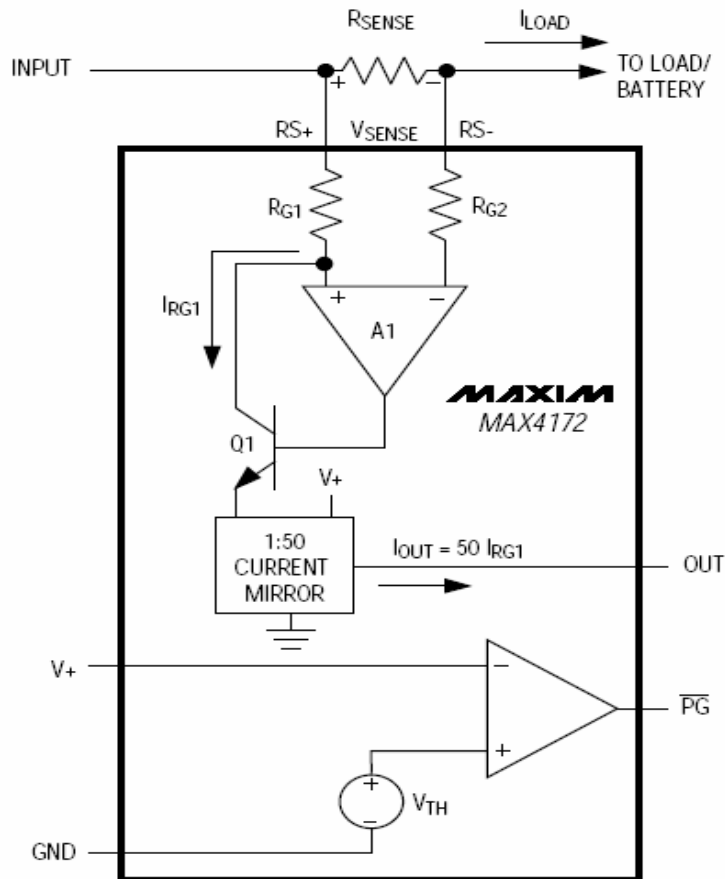 RSENSE
ILOAD
INPUT
+
−
TO LOAD/
BATTERY
RS+
VSENSE
RS-
RG1
RG2
IRG1
+
−
A1
MAXIM
MAX4172
Q1
V+
1:50
CURRENT
MIRROR
IOUT = 50 IRG1
OUT
V+
−
PG
+
+
VTH
−
GND